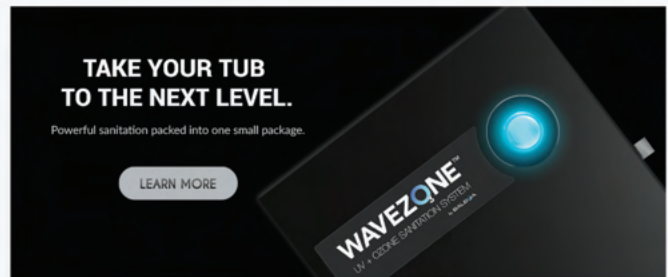 TAKE YOUR TUB
TO THE NEXT LEVEL.
Powerful sanitation packed into one small package.
LEARN MORE
WAVEZONE™
UV + OZONE SANITATION SYSTEM